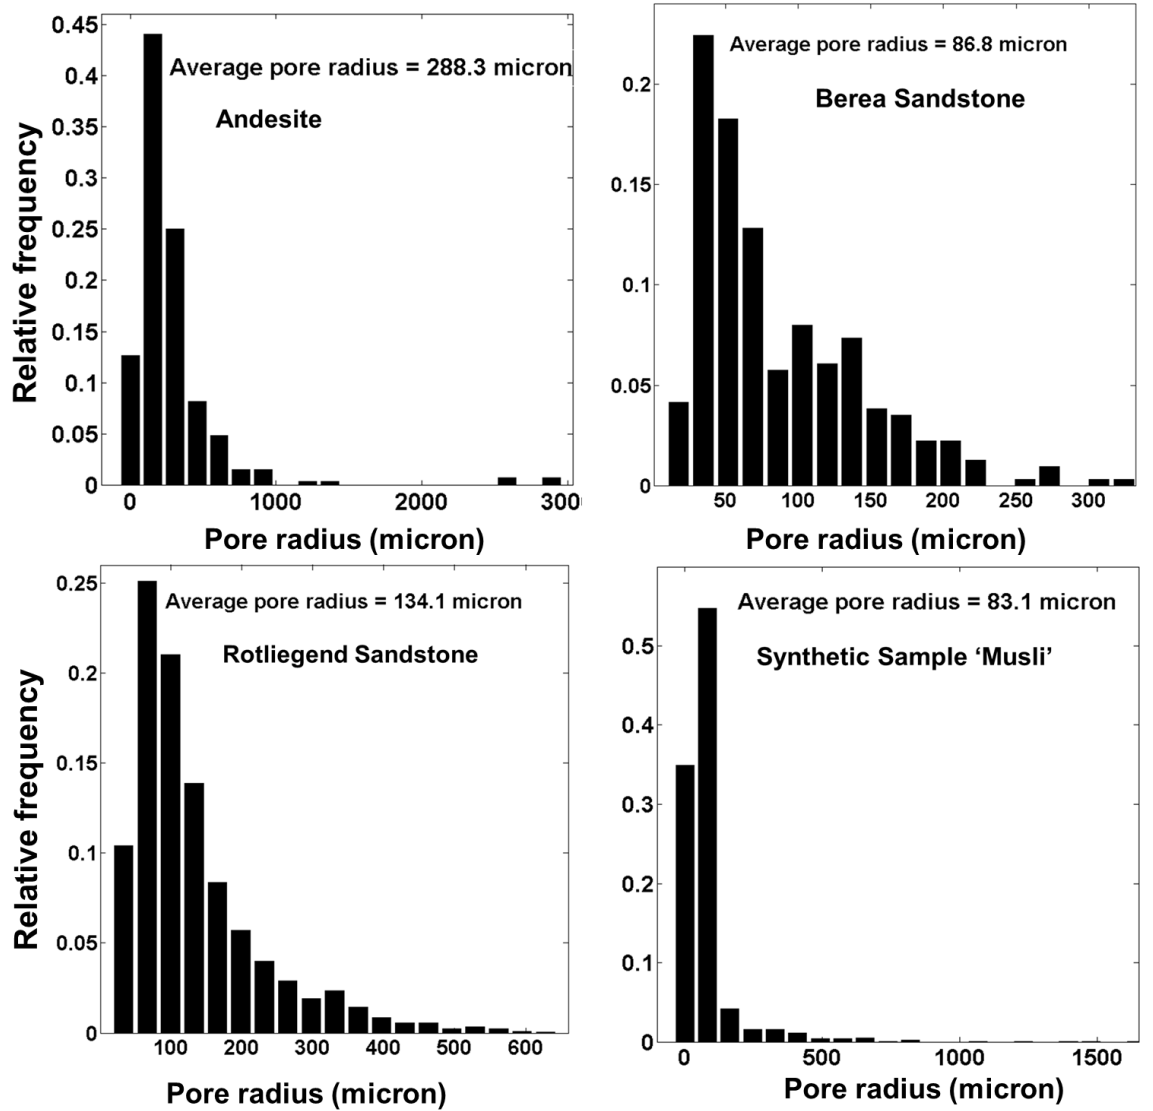 Average pore radius = 288.3 micron
Andesite
Relative frequency
0.45
0.4
0.35
0.3
0.25
0.2
0.15
0.1
0.05
0
0 1000 2000 300
Pore radius (micron)
Average pore radius = 86.8 micron
Berea Sandstone
0.2
0.15
0.1
0.05
0
50 100 150 200 250 300
Pore radius (micron)
Average pore radius = 134.1 micron
Rotliegend Sandstone
Relative frequency
0.25
0.2
0.15
0.1
0.05
0
100 200 300 400 500 600
Pore radius (micron)
Average pore radius = 83.1 micron
Synthetic Sample ‘Musli’
0.5
0.4
0.3
0.2
0.1
0
0 500 1000 1500
Pore radius (micron)